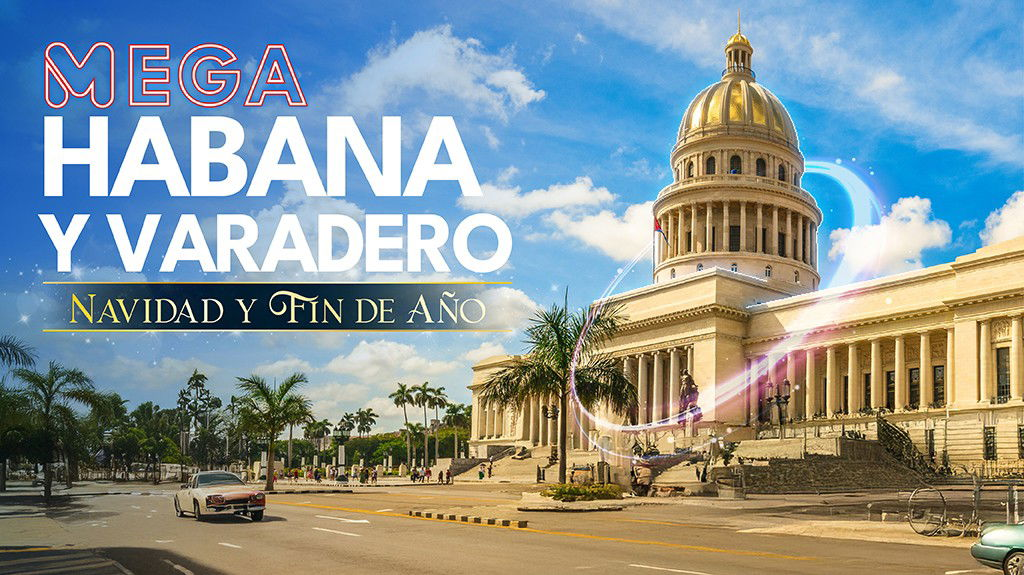 MEGA
HABANA
Y VARADERO
NAVIDAD Y FIN DE AÑO